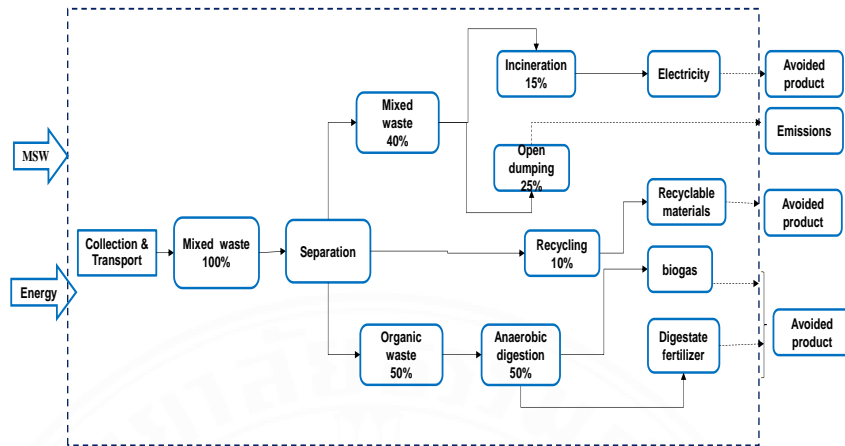 Incineration
15%
Electricity
Avoided
product
Mixed
waste
40%
Emissions
MSW
Open
dumping
25%
Recyclable
materials
Avoided
product
Collection &
Transport
Mixed waste
100%
Separation
Recycling
10%
biogas
Energy
Organic
waste
50%
Anaerobic
digestion
50%
Digestate
fertilizer
Avoided
product